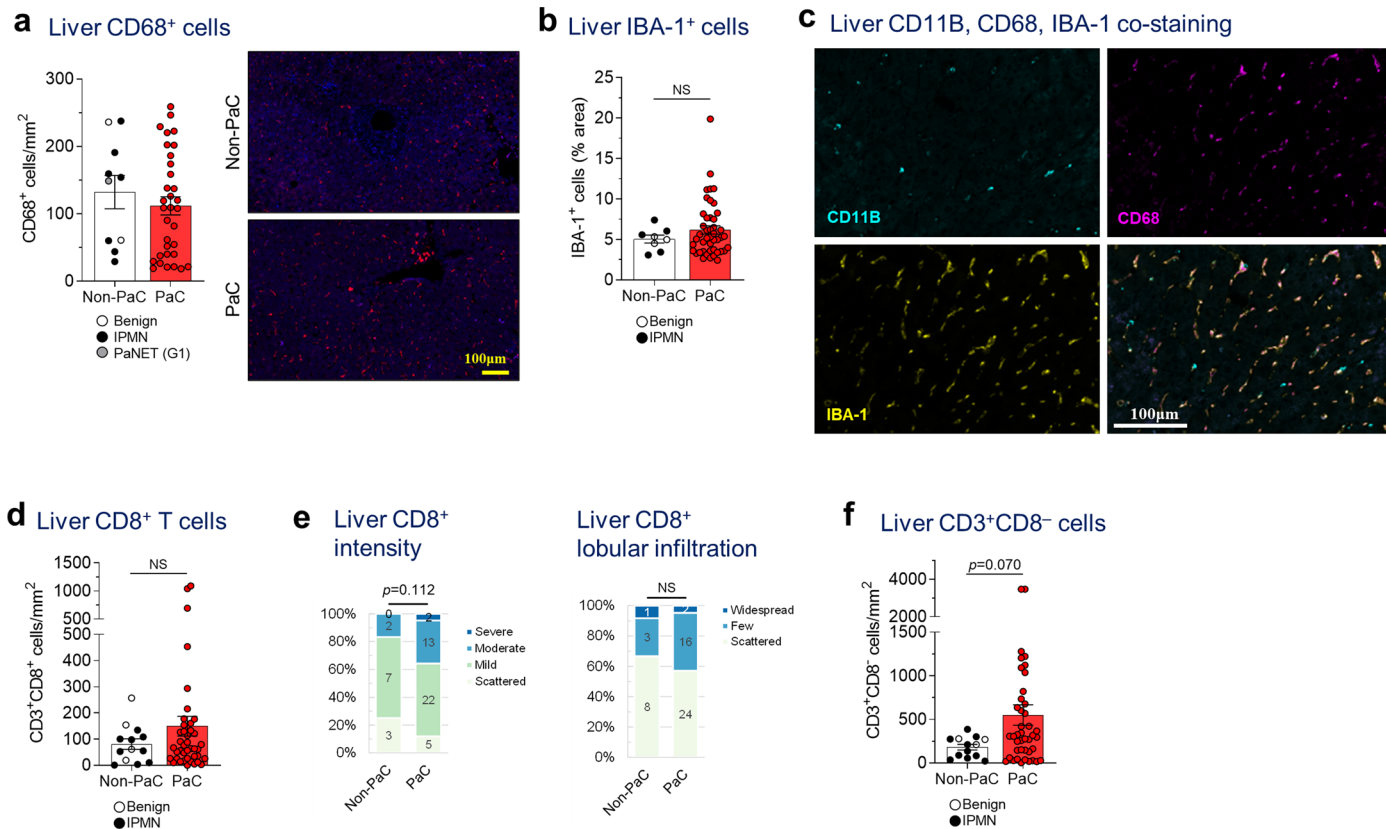 a Liver CD68⁺ cells
CD68⁺ cells/mm²
300
200
100
0
Non-PaC PaC
Benign
IPMN
PaNET (G1)
Non-PaC
PaC
100µm
b Liver IBA-1⁺ cells
IBA-1⁺ cells (% area)
25
20
15
10
5
0
NS
Non-PaC PaC
Benign
IPMN
c Liver CD11B, CD68, IBA-1 co-staining
CD11B
CD68
IBA-1
100µm
d Liver CD8⁺ T cells
CD3⁺CD8⁺ cells/mm²
1500
1000
500
400
300
200
100
0
NS
Non-PaC PaC
Benign
IPMN
e Liver CD8⁺
intensity
p=0.112
100%
80%
60%
40%
20%
0%
0
2
7
3
2
13
22
5
Severe
Moderate
Mild
Scattered
Non-PaC PaC
Liver CD8⁺
lobular infiltration
NS
100%
80%
60%
40%
20%
0%
1
3
8
2
16
24
Widespread
Few
Scattered
Non-PaC PaC
f Liver CD3⁺CD8⁻ cells
CD3⁺CD8⁻ cells/mm²
p=0.070
4000
2000
1500
1000
500
0
Non-PaC PaC
Benign
IPMN